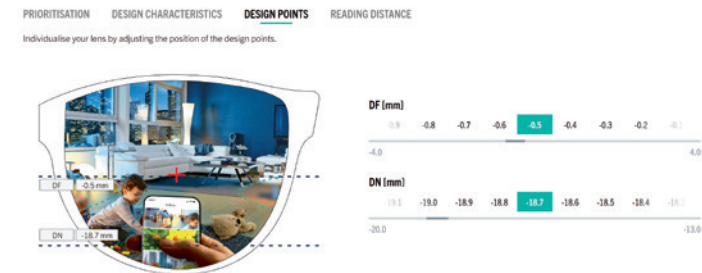 PRIORITISATION DESIGN CHARACTERISTICS DESIGN POINTS READING DISTANCE
Individualise your lens by adjusting the position of the design points.
DF [mm]
-0.8 -0.7 -0.6 -0.5 -0.4 -0.3 -0.2
-4.0 4.0
DF -0.5 mm
DN [mm]
-19.0 -18.9 -18.8 -18.7 -18.6 -18.5 -18.4
-20.0 -13.0
DN -18.7 mm